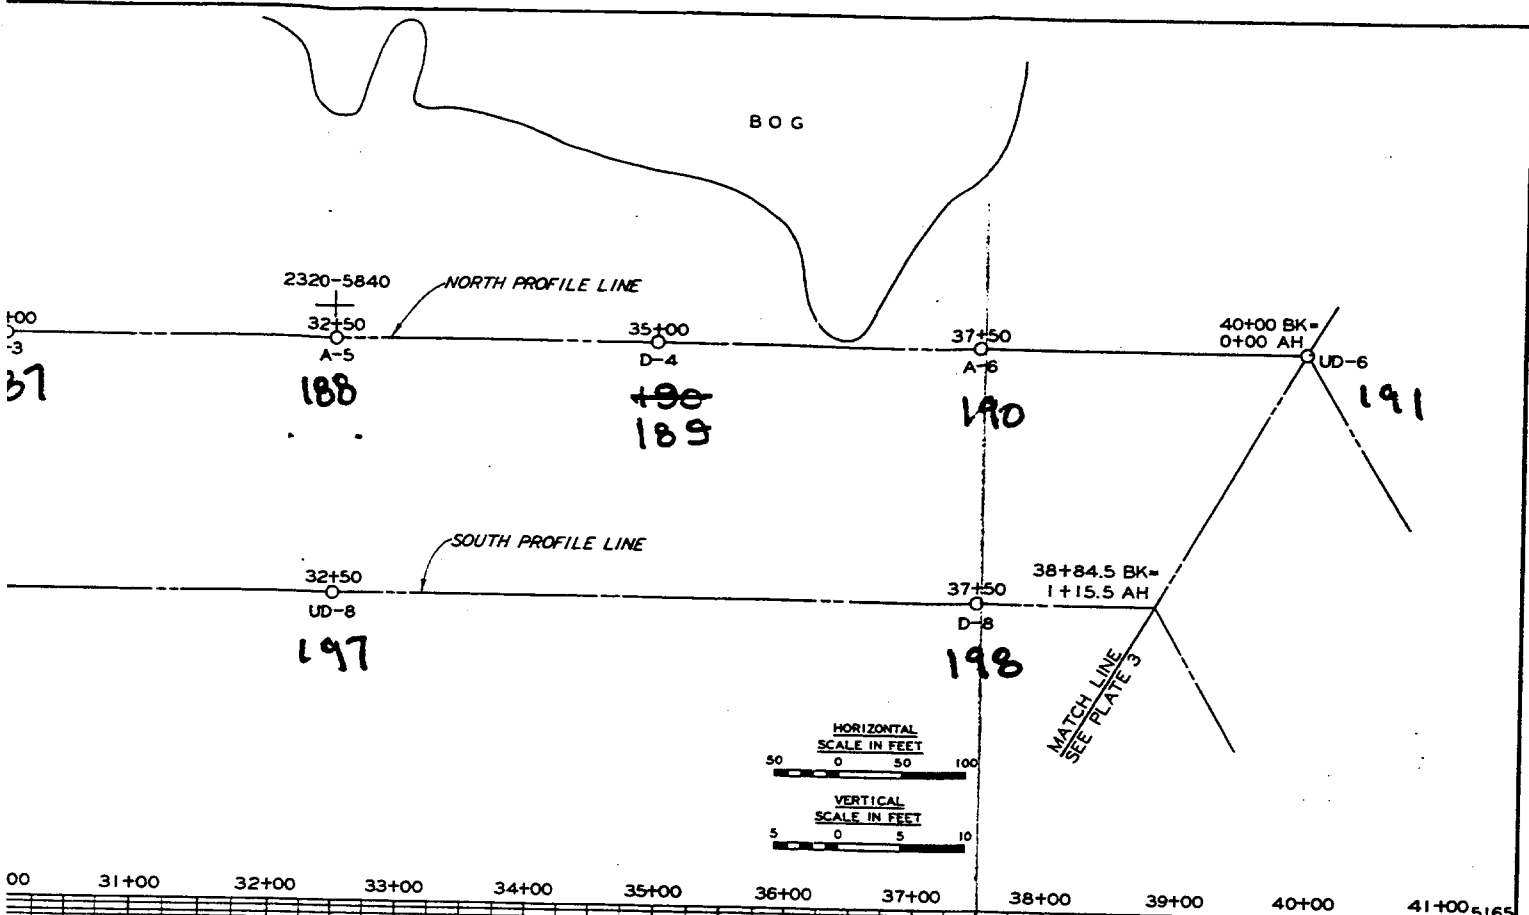 BOG
2320-5840
NORTH PROFILE LINE
+00
32+50
35+00
37+50
40+00 BK=
0+00 AH
-3
A-5
D-4
A-6
UD-6
37
188
190
189
190
191
SOUTH PROFILE LINE
32+50
37+50
38+84.5 BK=
1+15.5 AH
UD-8
D-8
197
198
MATCH LINE
SEE PLATE 3
HORIZONTAL
SCALE IN FEET
50 0 50 100
VERTICAL
SCALE IN FEET
5 0 5 10
00 31+00 32+00 33+00 34+00 35+00 36+00 37+00 38+00 39+00 40+00 41+00 5165